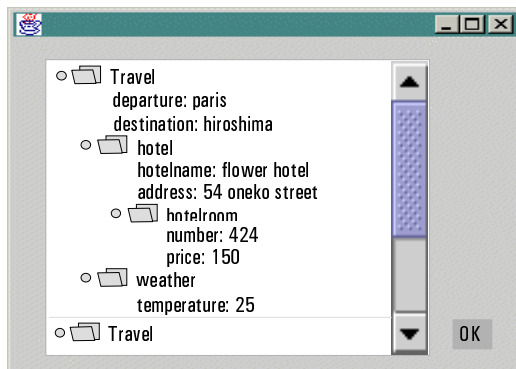 Travel
departure: paris
destination: hiroshima
hotel
hotelname: flower hotel
address: 54 oneko street
hotelroom
number: 424
price: 150
weather
temperature: 25
Travel
OK